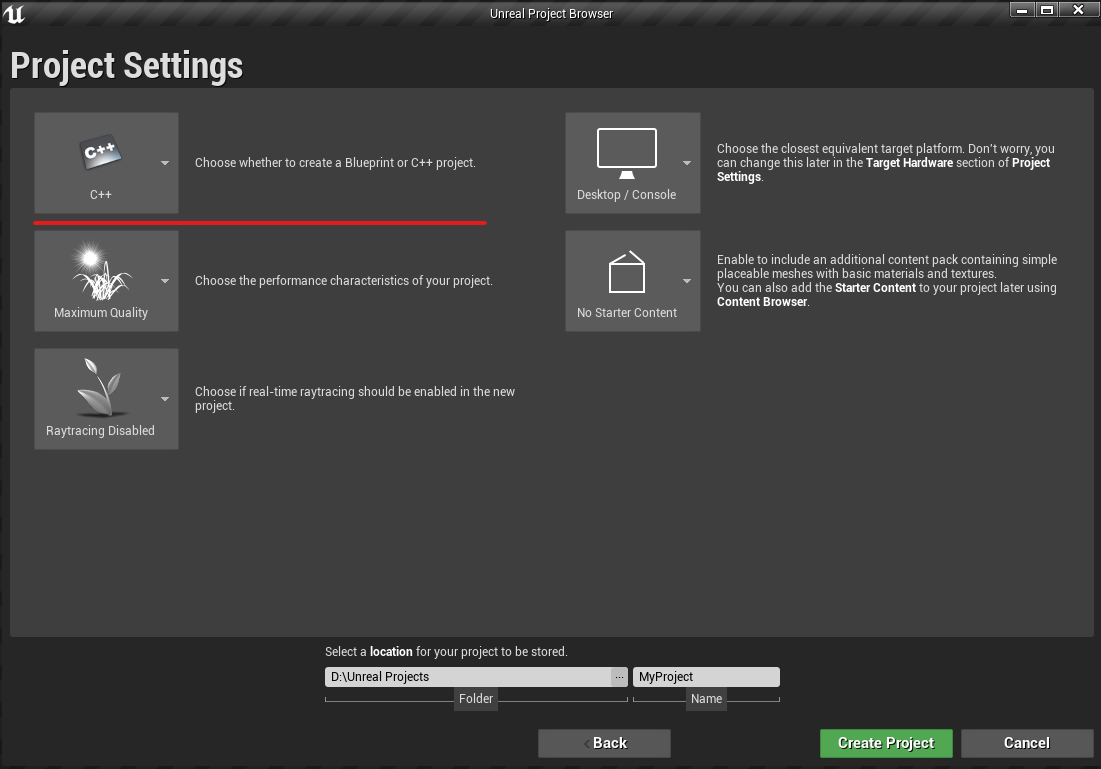 Unreal Project Browser
Project Settings
C++
C++
Choose whether to create a Blueprint or C++ project.
Maximum Quality
Choose the performance characteristics of your project.
Raytracing Disabled
Choose if real-time raytracing should be enabled in the new
project.
Desktop / Console
Choose the closest equivalent target platform. Don't worry, you
can change this later in the Target Hardware section of Project
Settings.
No Starter Content
Enable to include an additional content pack containing simple
placeable meshes with basic materials and textures.
You can also add the Starter Content to your project later using
Content Browser.
Select a location for your project to be stored.
D:\Unreal Projects
...
MyProject
Folder
Name
Back
Create Project
Cancel